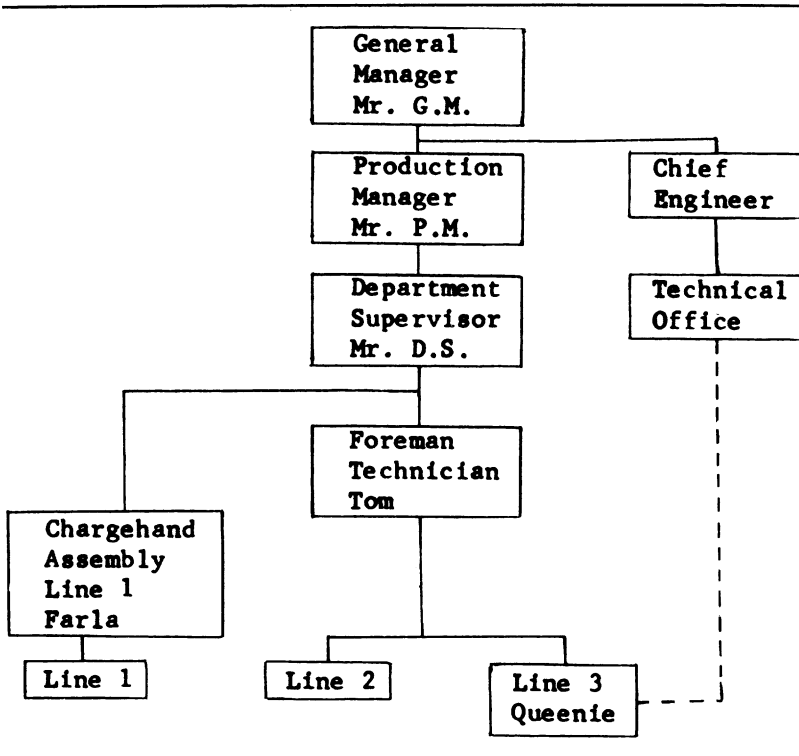 General
Manager
Mr. G.M.
Production
Manager
Mr. P.M.
Chief
Engineer
Department
Supervisor
Mr. D.S.
Technical
Office
Foreman
Technician
Tom
Chargehand
Assembly
Line 1
Farla
Line 1
Line 2
Line 3
Queenie